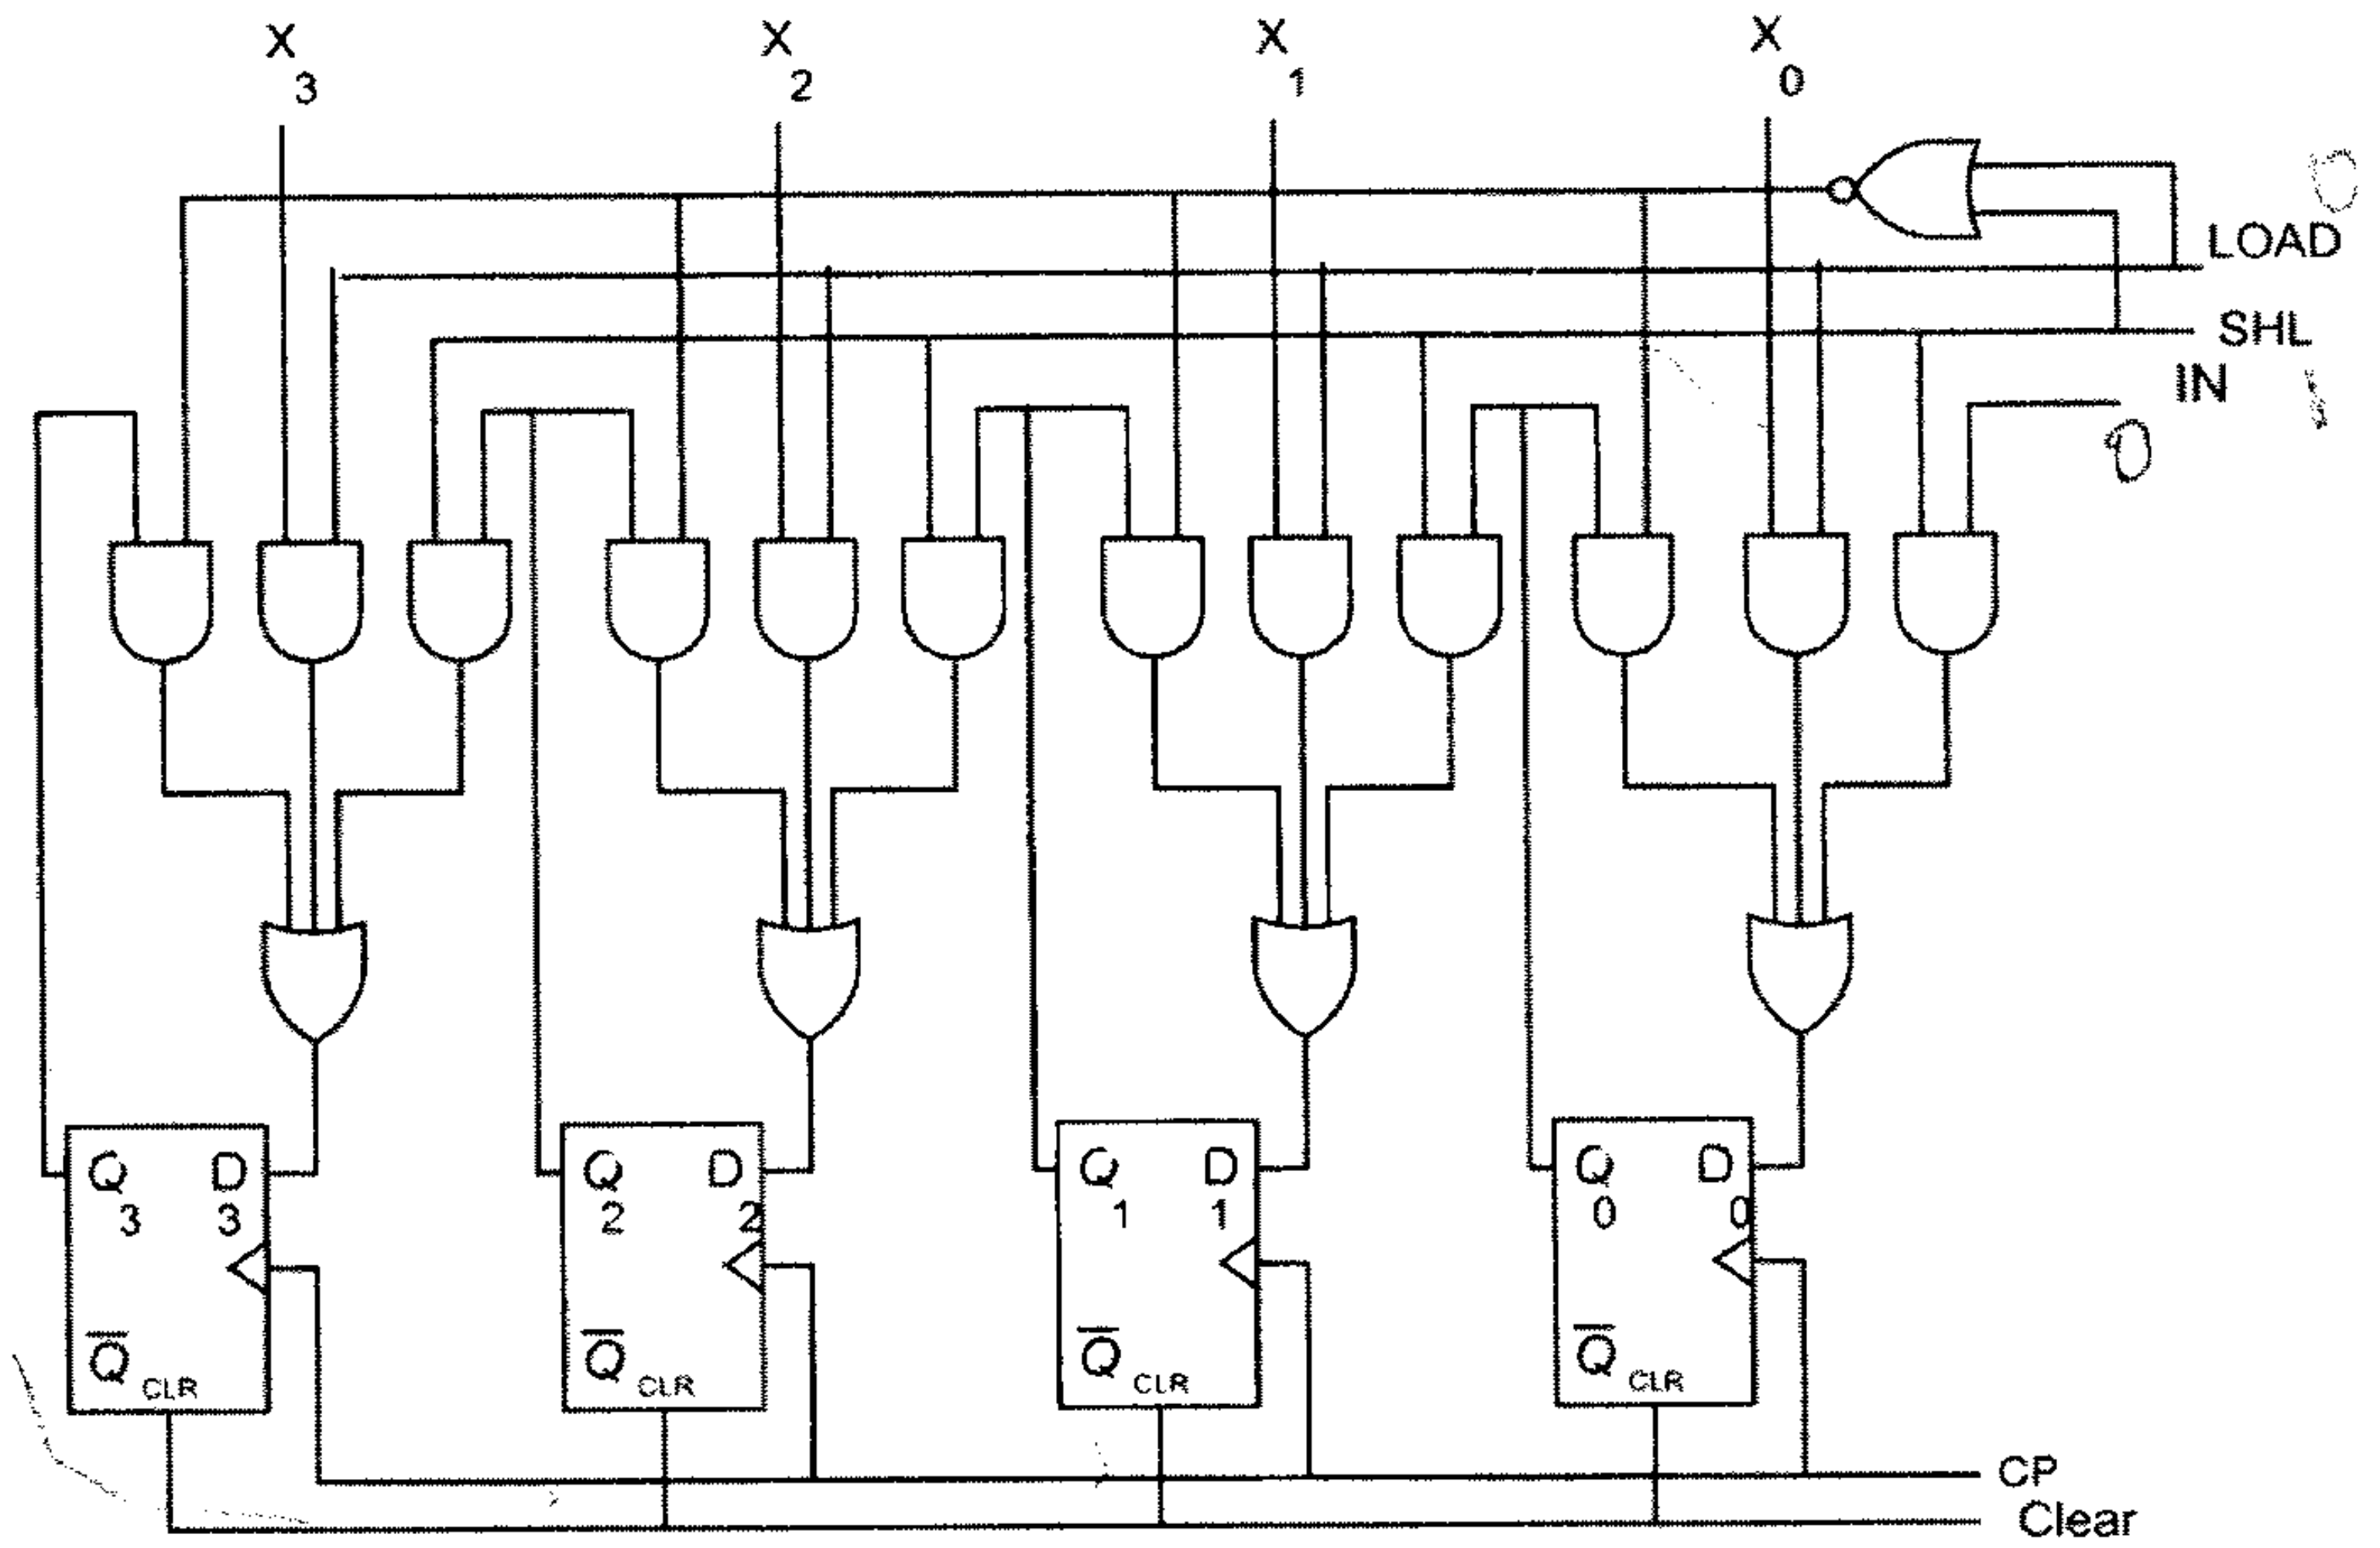 X3 X2 X1 X0
0
LOAD
SHL
IN
0
Q3 D3 Q2 D2 Q1 D1 Q0 D0
Q̅ CLR Q̅ CLR Q̅ CLR Q̅ CLR
CP
Clear